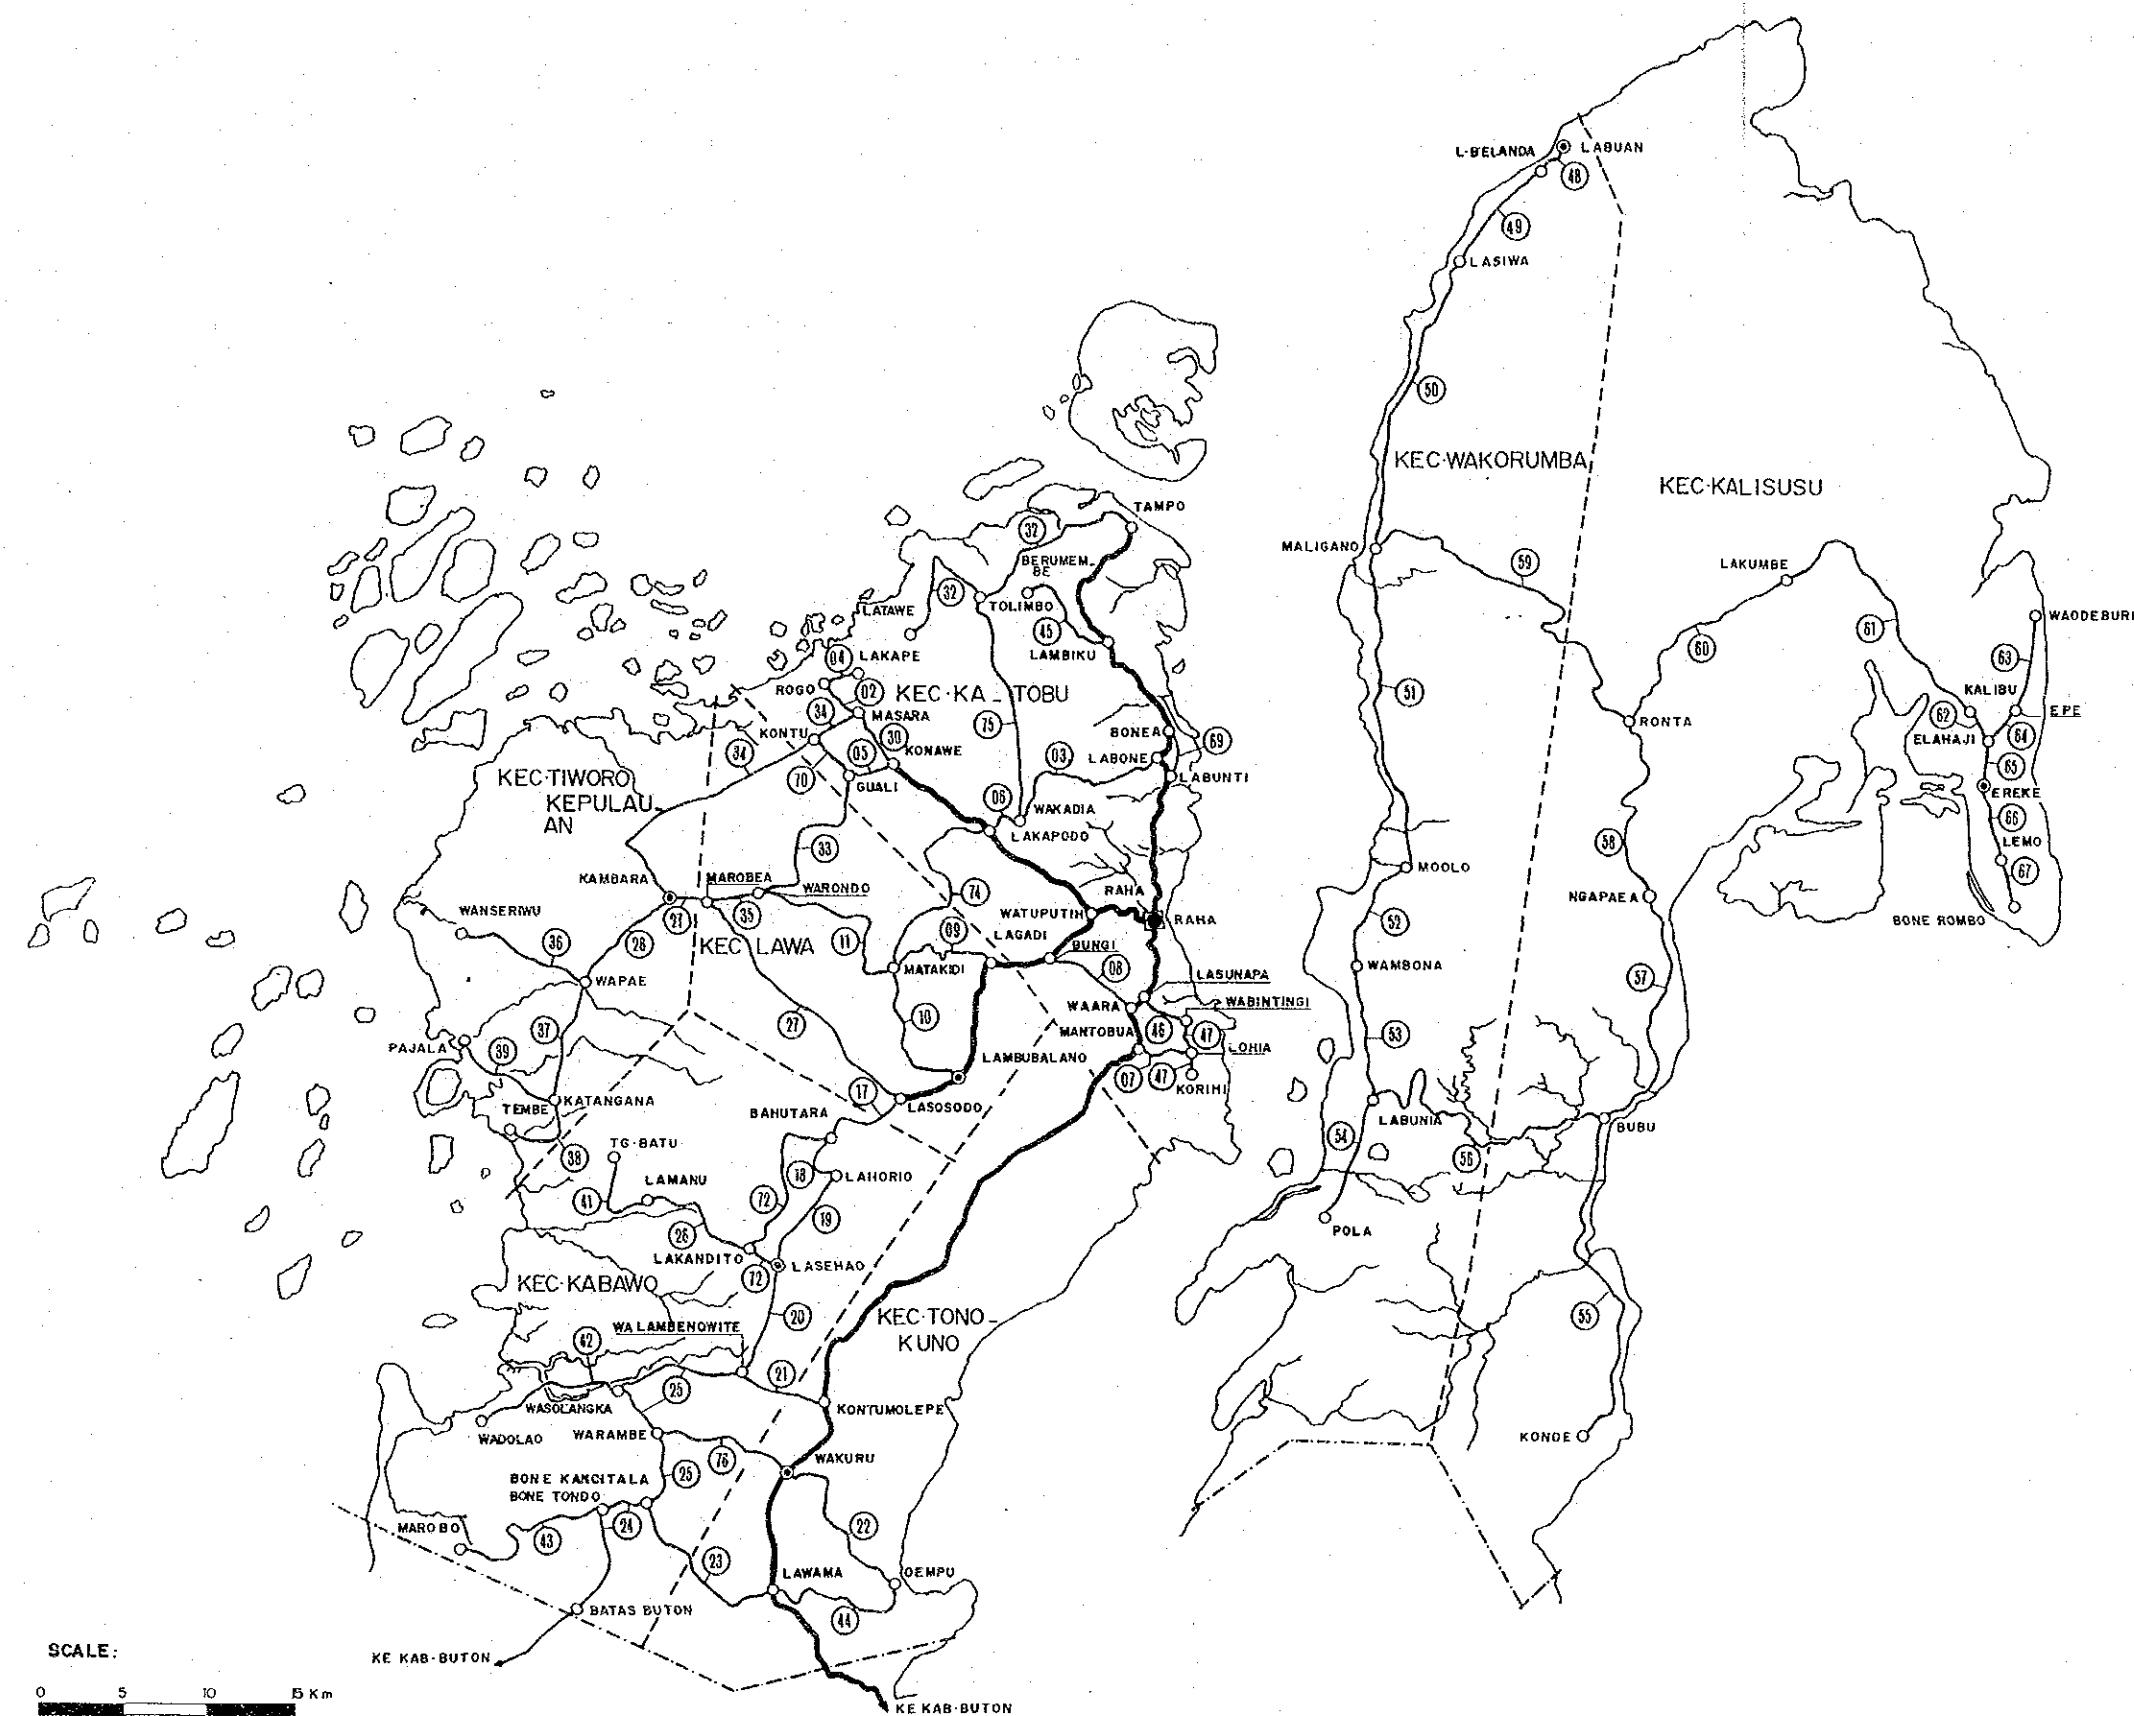 L-BELANDA
LABUAN
48
49
LASIWA
50
KEC·WAKORUMBA
KEC·KALISUSU
TAMPO
32
BERUMEM-
BE
MALIGANO
59
LAKUMBE
LATAWE
32
TOLIMBO
45
LAMBIKU
WAODEBURI
61
60
63
04
LAKAPE
ROGO
02
KEC·KA-TOBU
51
KALIBU
34
MASARA
75
62
EPE
KONTU
30
KONAWE
BONEA
69
RONTA
ELAHAJI
64
34
05
03
LABONE
65
KEC·TIWORO
KEPULAU-
AN
70
GUALI
LABUNTI
EREKE
06
WAKADIA
LAKAPODO
66
33
58
LEMO
KAMBARA
MAROBEA
WARONDO
74
RAHA
MOOLO
67
27
35
WATUPUTIH
RAHA
NGAPAEA
BONE ROMBO
WANSERIWU
36
28
KEC LAWA
11
09
LAGADI
BUNGI
52
WAPAE
MATAKIDI
08
LASUNAPA
WAMBONA
57
WAARA
WABINTINGI
27
10
MANTOBUA
46
47
53
PAJALA
39
37
LAMBUBALANO
LOHIA
07
47
KORIHI
TEMBE
KATANGANA
17
LASOSODO
BAHUTARA
LABUNIA
BUBU
TG·BATU
38
54
56
41
LAMANU
18
LAHORIO
72
19
26
POLA
LAKANDITO
72
LASEHAO
KEC·KABAWO
20
KEC·TONO-
KUNO
55
WALAMBENOWITE
42
25
21
WASOLANGKA
KONTUMOLEPE
WADOLAO
WARAMBE
KONDE
76
WAKURU
BONE KANCITALA
25
BONE TONDO
MAROBO
43
24
22
23
LAWAMA
OEMPU
BATAS BUTON
44
SCALE:
KE KAB·BUTON
0 5 10 15 Km
KE KAB·BUTON